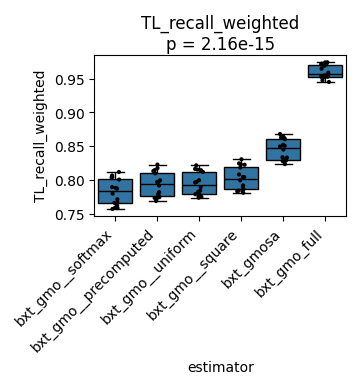 TL_recall_weighted
p = 2.16e-15
TL_recall_weighted
0.95
0.90
0.85
0.80
0.75
bxt_gmo__softmax
bxt_gmo__precomputed
bxt_gmo__uniform
bxt_gmo__square
bxt_gmosa
bxt_gmo_full
estimator